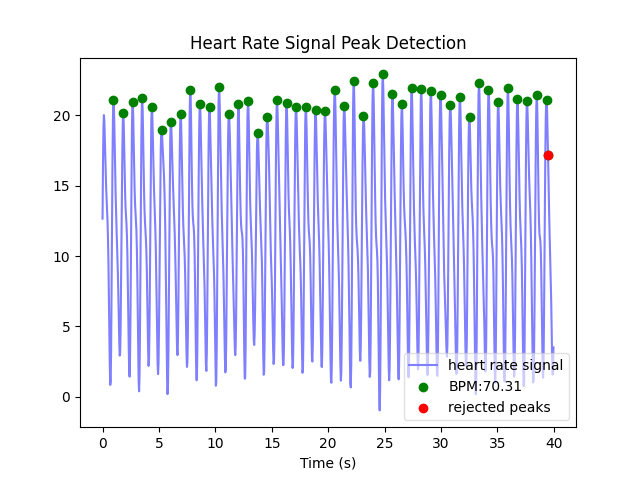 Heart Rate Signal Peak Detection
20
15
10
5
0
heart rate signal
BPM:70.31
rejected peaks
0 5 10 15 20 25 30 35 40
Time (s)